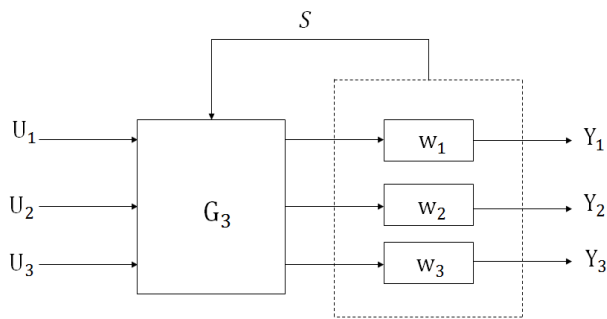 S
U₁ w₁ Y₁
U₂ G₃ w₂ Y₂
U₃ w₃ Y₃